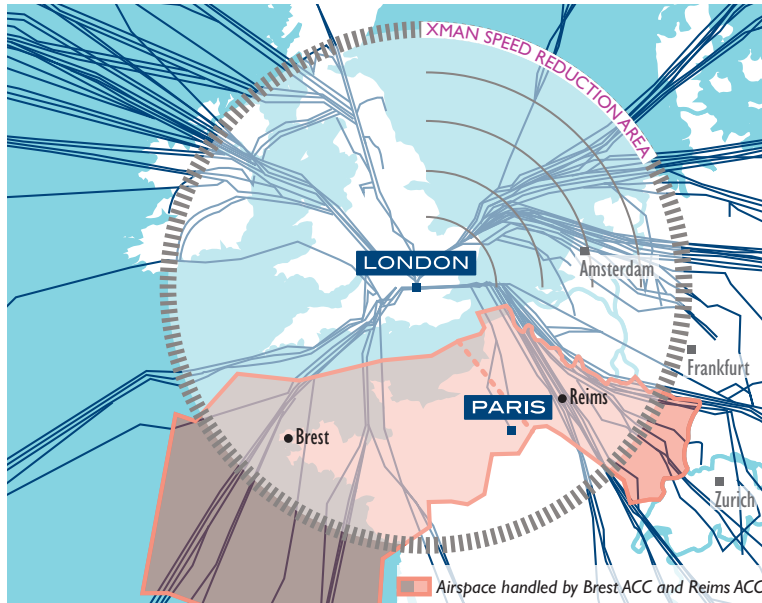 XMAN SPEED REDUCTION AREA
LONDON
Amsterdam
Frankfurt
Reims
PARIS
Brest
Zurich
Airspace handled by Brest ACC and Reims ACC